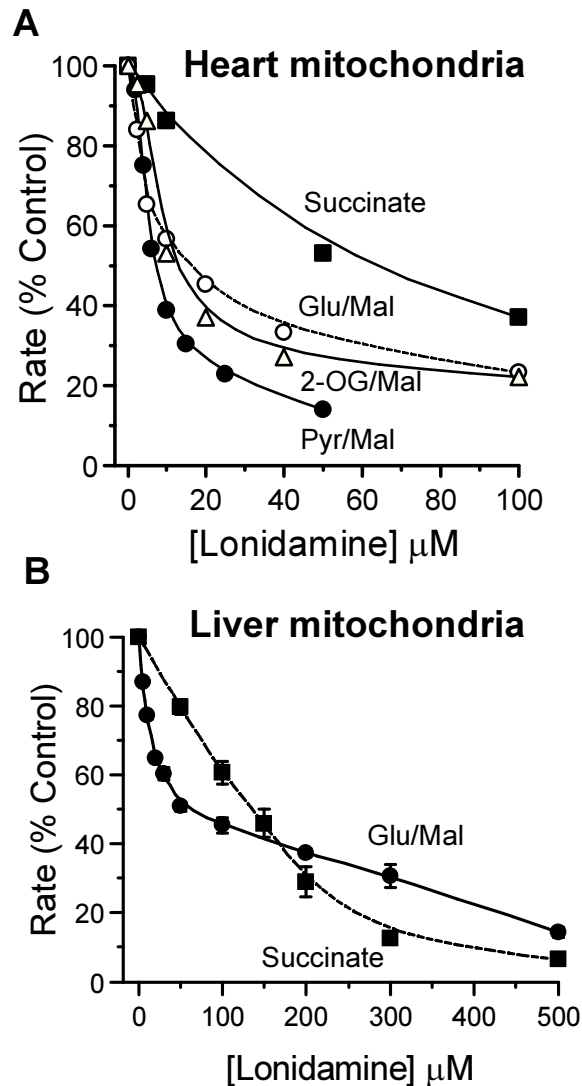 A
Heart mitochondria
Rate (% Control)
100
80
60
40
20
0
Succinate
Glu/Mal
2-OG/Mal
Pyr/Mal
0 20 40 60 80 100
[Lonidamine] μM
B
Liver mitochondria
Rate (% Control)
100
80
60
40
20
0
Glu/Mal
Succinate
0 100 200 300 400 500
[Lonidamine] μM